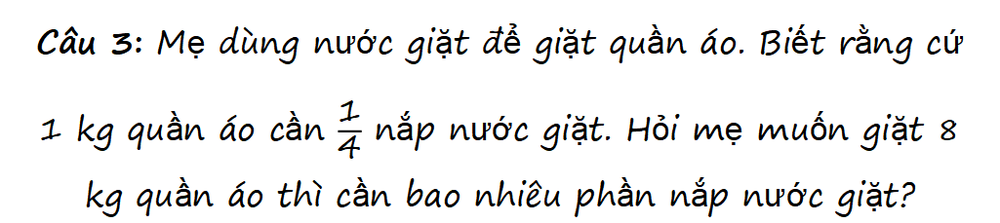 Câu 3: Mẹ dùng nước giặt để giặt quần áo. Biết rằng cứ
1 kg quần áo cần 1/4 nắp nước giặt. Hỏi mẹ muốn giặt 8
kg quần áo thì cần bao nhiêu phần nắp nước giặt?